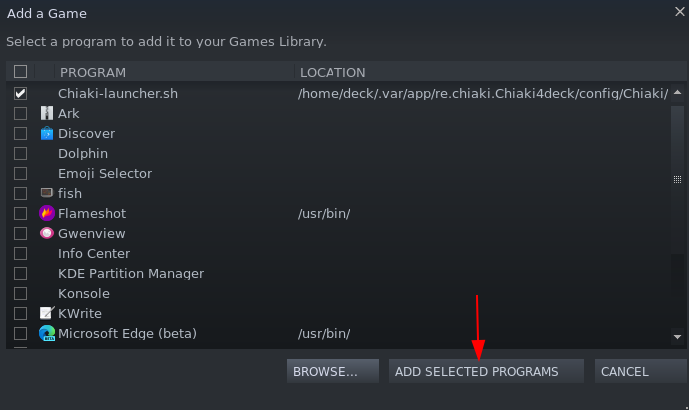 Add a Game
Select a program to add it to your Games Library.
PROGRAM LOCATION
Chiaki-launcher.sh /home/deck/.var/app/re.chiaki.Chiaki4deck/config/Chiaki/
Ark
Discover
Dolphin
Emoji Selector
fish
Flameshot /usr/bin/
Gwenview
Info Center
KDE Partition Manager
Konsole
KWrite
Microsoft Edge (beta) /usr/bin/
BROWSE... ADD SELECTED PROGRAMS CANCEL